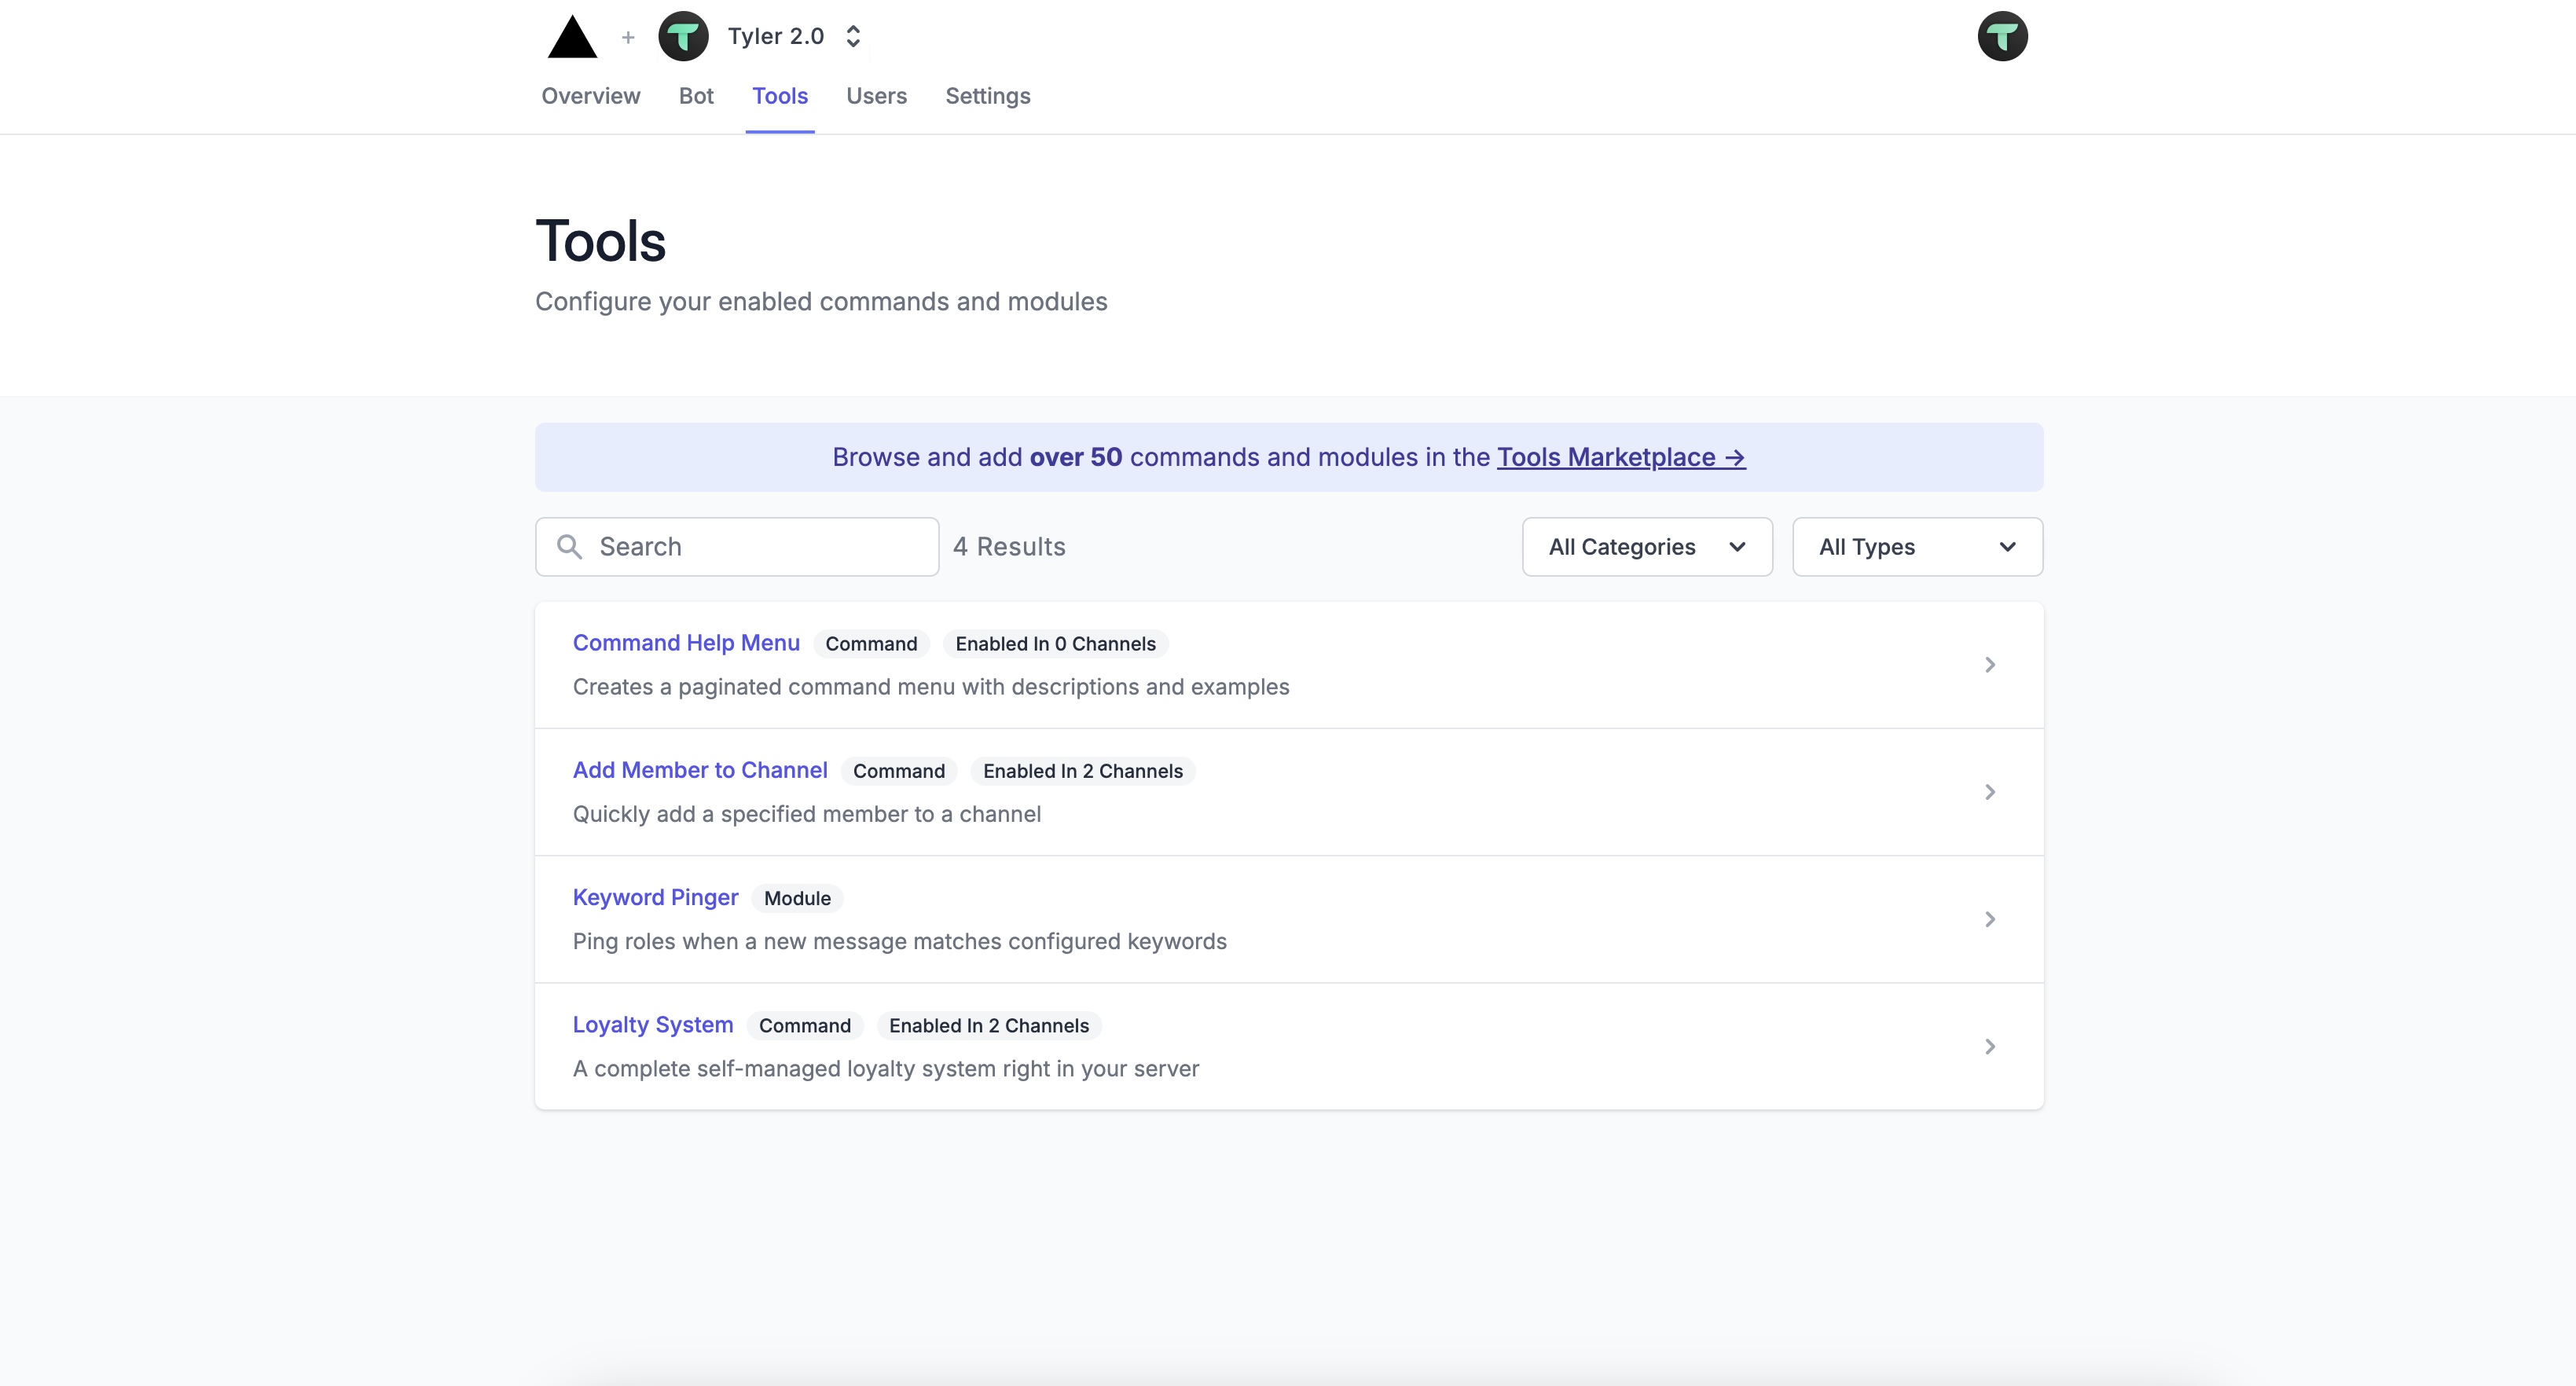 + Tyler 2.0
Overview Bot Tools Users Settings
Tools
Configure your enabled commands and modules
Browse and add over 50 commands and modules in the Tools Marketplace →
Search 4 Results All Categories All Types
Command Help Menu Command Enabled In 0 Channels
Creates a paginated command menu with descriptions and examples
Add Member to Channel Command Enabled In 2 Channels
Quickly add a specified member to a channel
Keyword Pinger Module
Ping roles when a new message matches configured keywords
Loyalty System Command Enabled In 2 Channels
A complete self-managed loyalty system right in your server